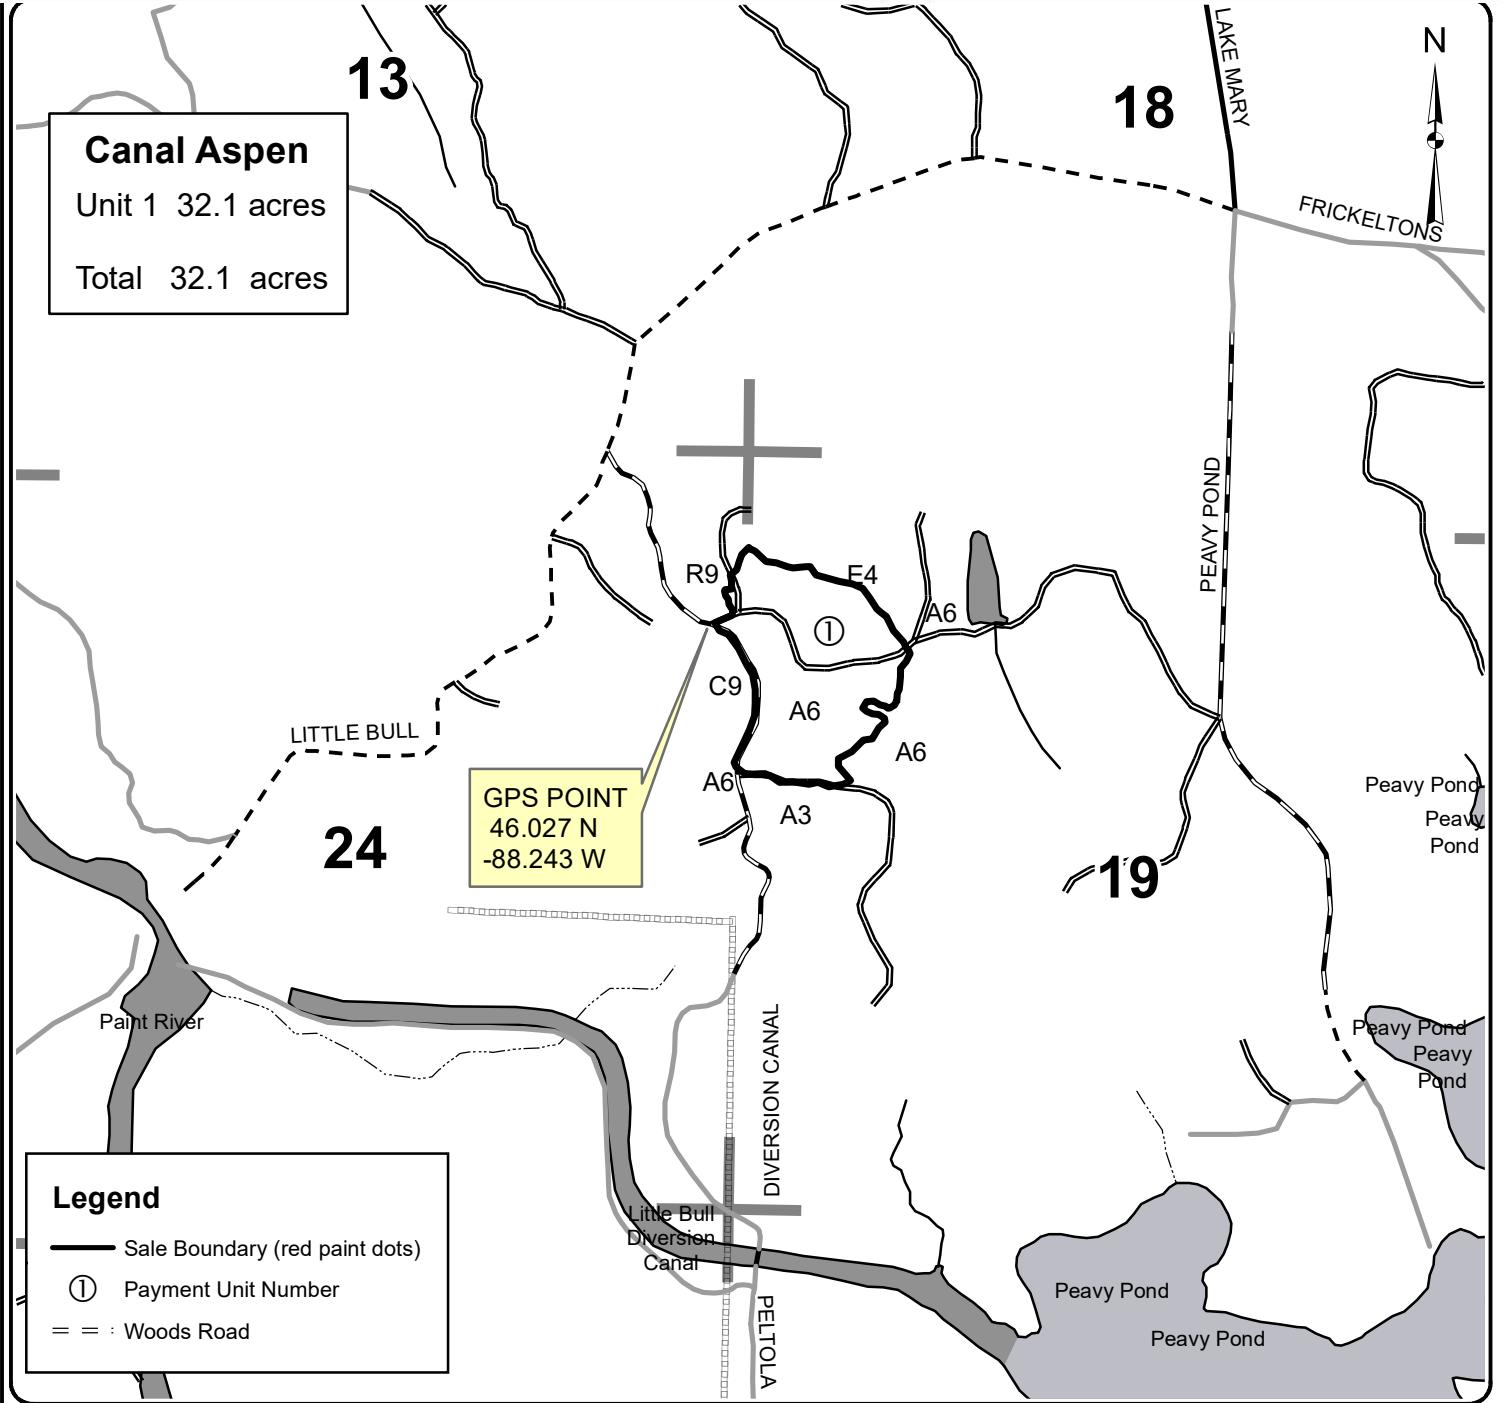 13
18
LAKE MARY
N
Canal Aspen
Unit 1 32.1 acres
Total 32.1 acres
FRICKELTONS
PEAVY POND
R9
E4
A6
1
C9
A6
LITTLE BULL
A6
A6
A3
GPS POINT
46.027 N
-88.243 W
Peavy Pond
Peavy
Pond
24
19
Paint River
DIVERSION CANAL
Peavy Pond
Peavy
Pond
Legend
Sale Boundary (red paint dots)
1 Payment Unit Number
Woods Road
Little Bull
Diversion
Canal
PELTOLA
Peavy Pond
Peavy Pond